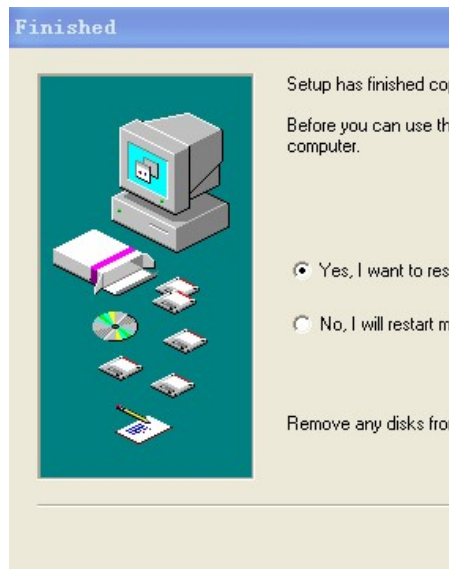 Finished
Setup has finished co
Before you can use th
computer.
Yes, I want to res
No, I will restart m
Remove any disks fro